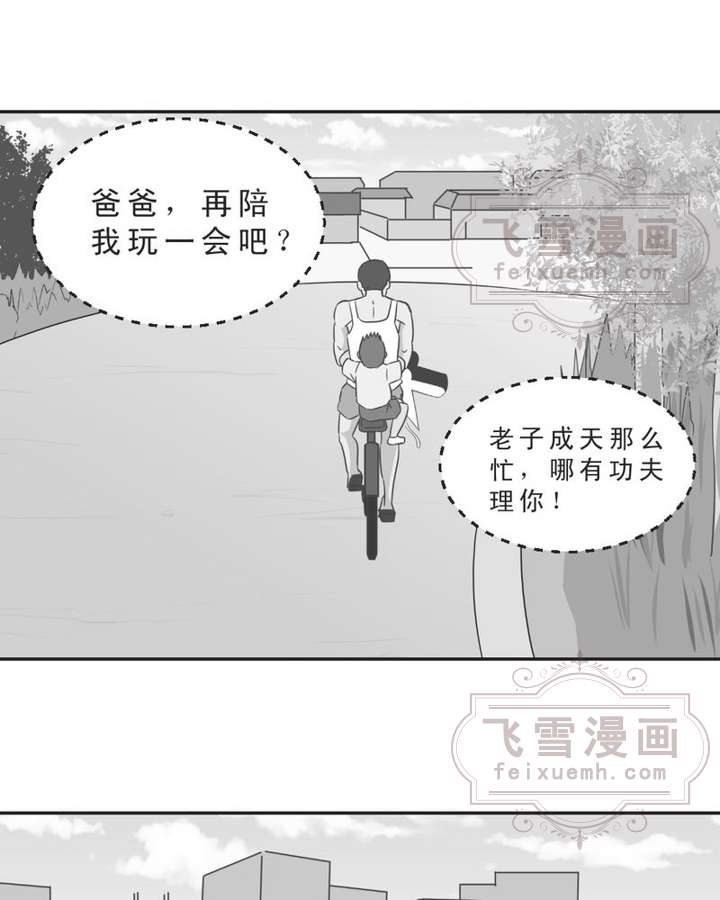 爸爸，再陪
我玩一会吧？
飞雪漫画
feixuemh.com
老子成天那么
忙，哪有功夫
理你！
飞雪漫画
feixuemh.com